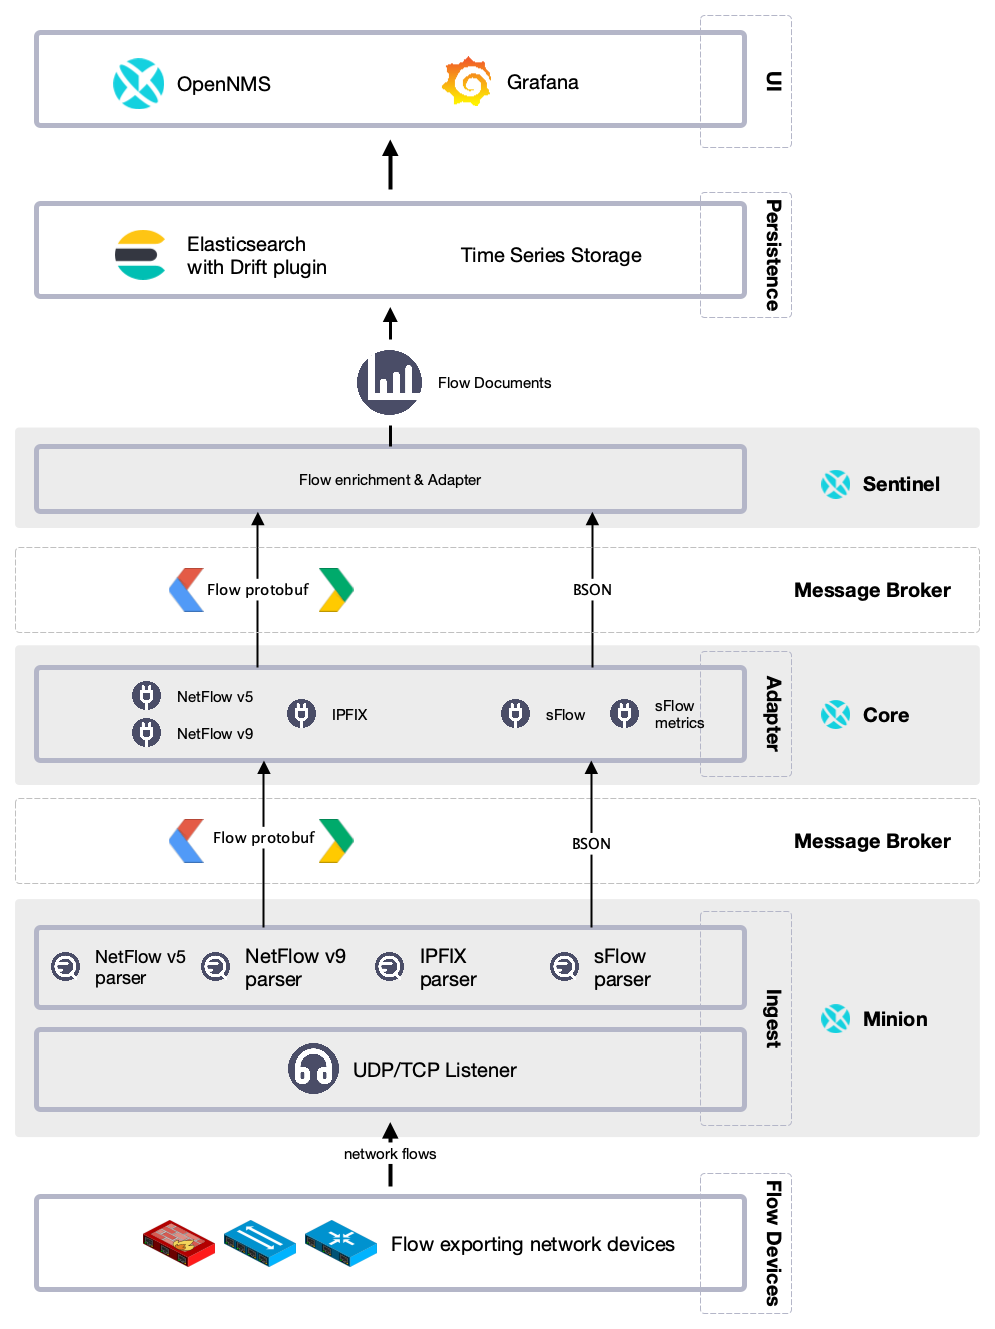 OpenNMS
Grafana
UI
Elasticsearch
with Drift plugin
Time Series Storage
Persistence
Flow Documents
Flow enrichment & Adapter
Sentinel
Flow protobuf
BSON
Message Broker
NetFlow v5
NetFlow v9
IPFIX
sFlow
sFlow
metrics
Adapter
Core
Flow protobuf
BSON
Message Broker
NetFlow v5
parser
NetFlow v9
parser
IPFIX
parser
sFlow
parser
Ingest
Minion
UDP/TCP Listener
network flows
Flow exporting network devices
Flow Devices